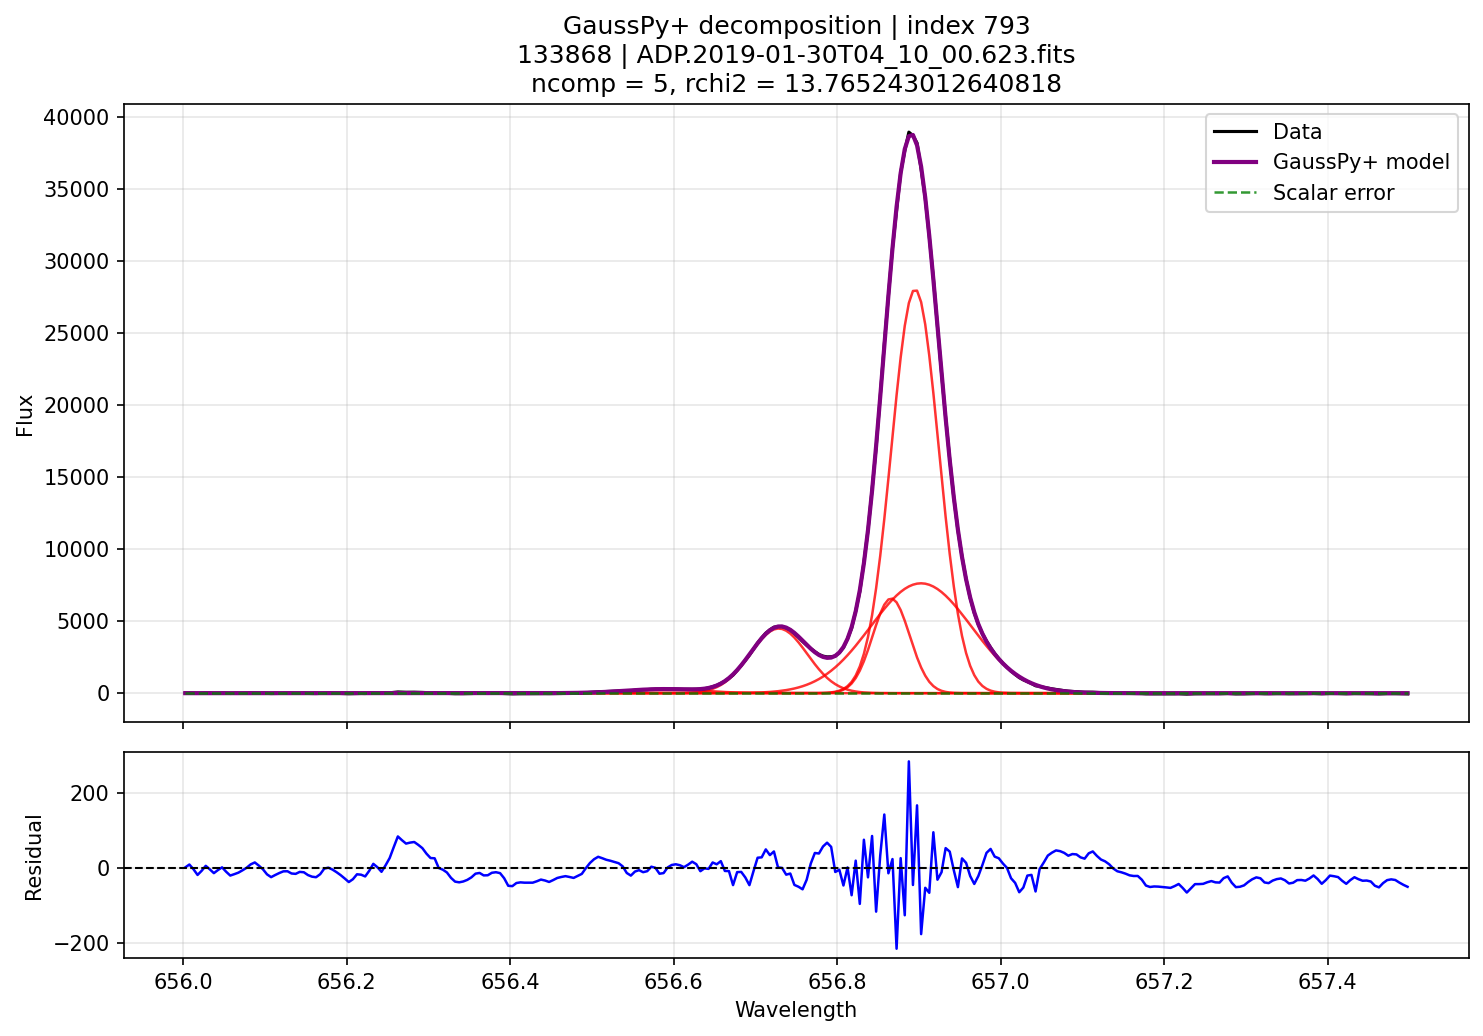 GaussPy+ decomposition | index 793
133868 | ADP.2019-01-30T04_10_00.623.fits
ncomp = 5, rchi2 = 13.765243012640818
Data
GaussPy+ model
Scalar error
Flux
40000
35000
30000
25000
20000
15000
10000
5000
0
Residual
200
0
−200
656.0 656.2 656.4 656.6 656.8 657.0 657.2 657.4
Wavelength